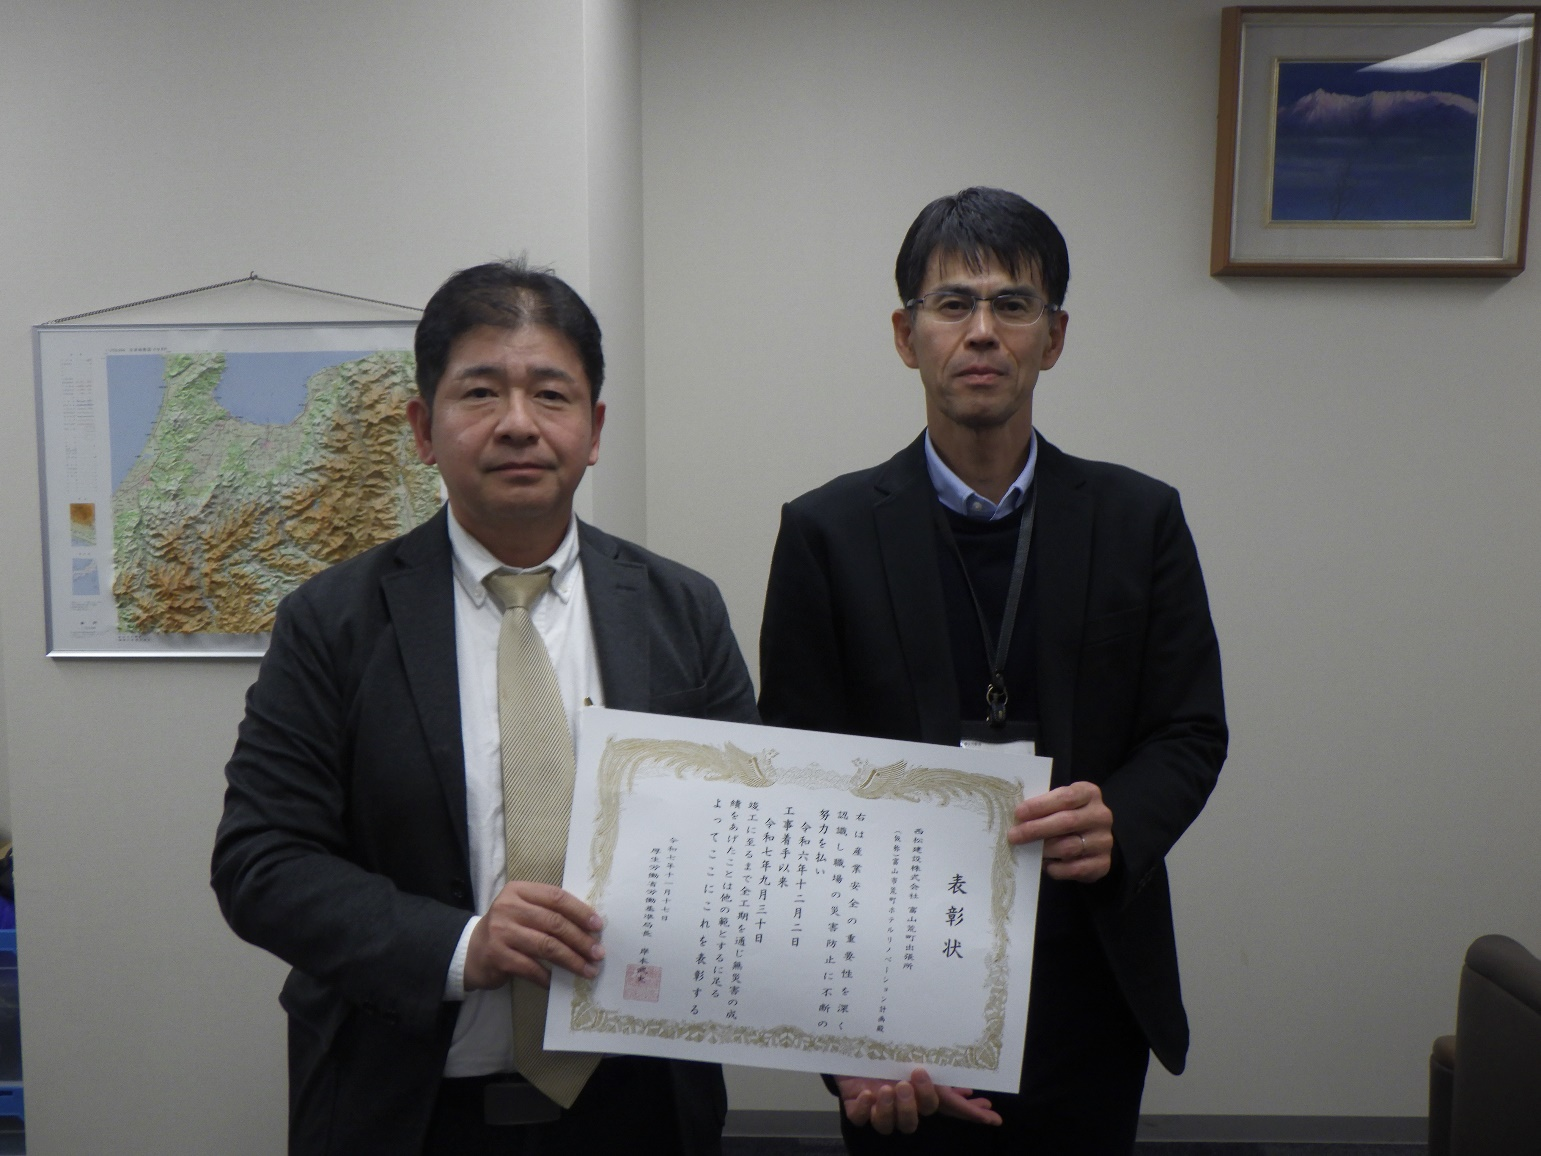 表彰状
西松建設株式会社 富山荒町出張所
(仮称)富山市荒町ホテルリノベーション計画殿
右は産業安全の重要性を深く
認識し職場の災害防止に不断の
努力を払い
令和六年十二月二日
工事着手以来
令和七年九月三十日
竣工に至るまで全工期を通じ無災害の成
績をあげたことは他の範とするに足る
よってここにこれを表彰する
令和七年十一月十七日
厚生労働省労働基準局長 岸本武史